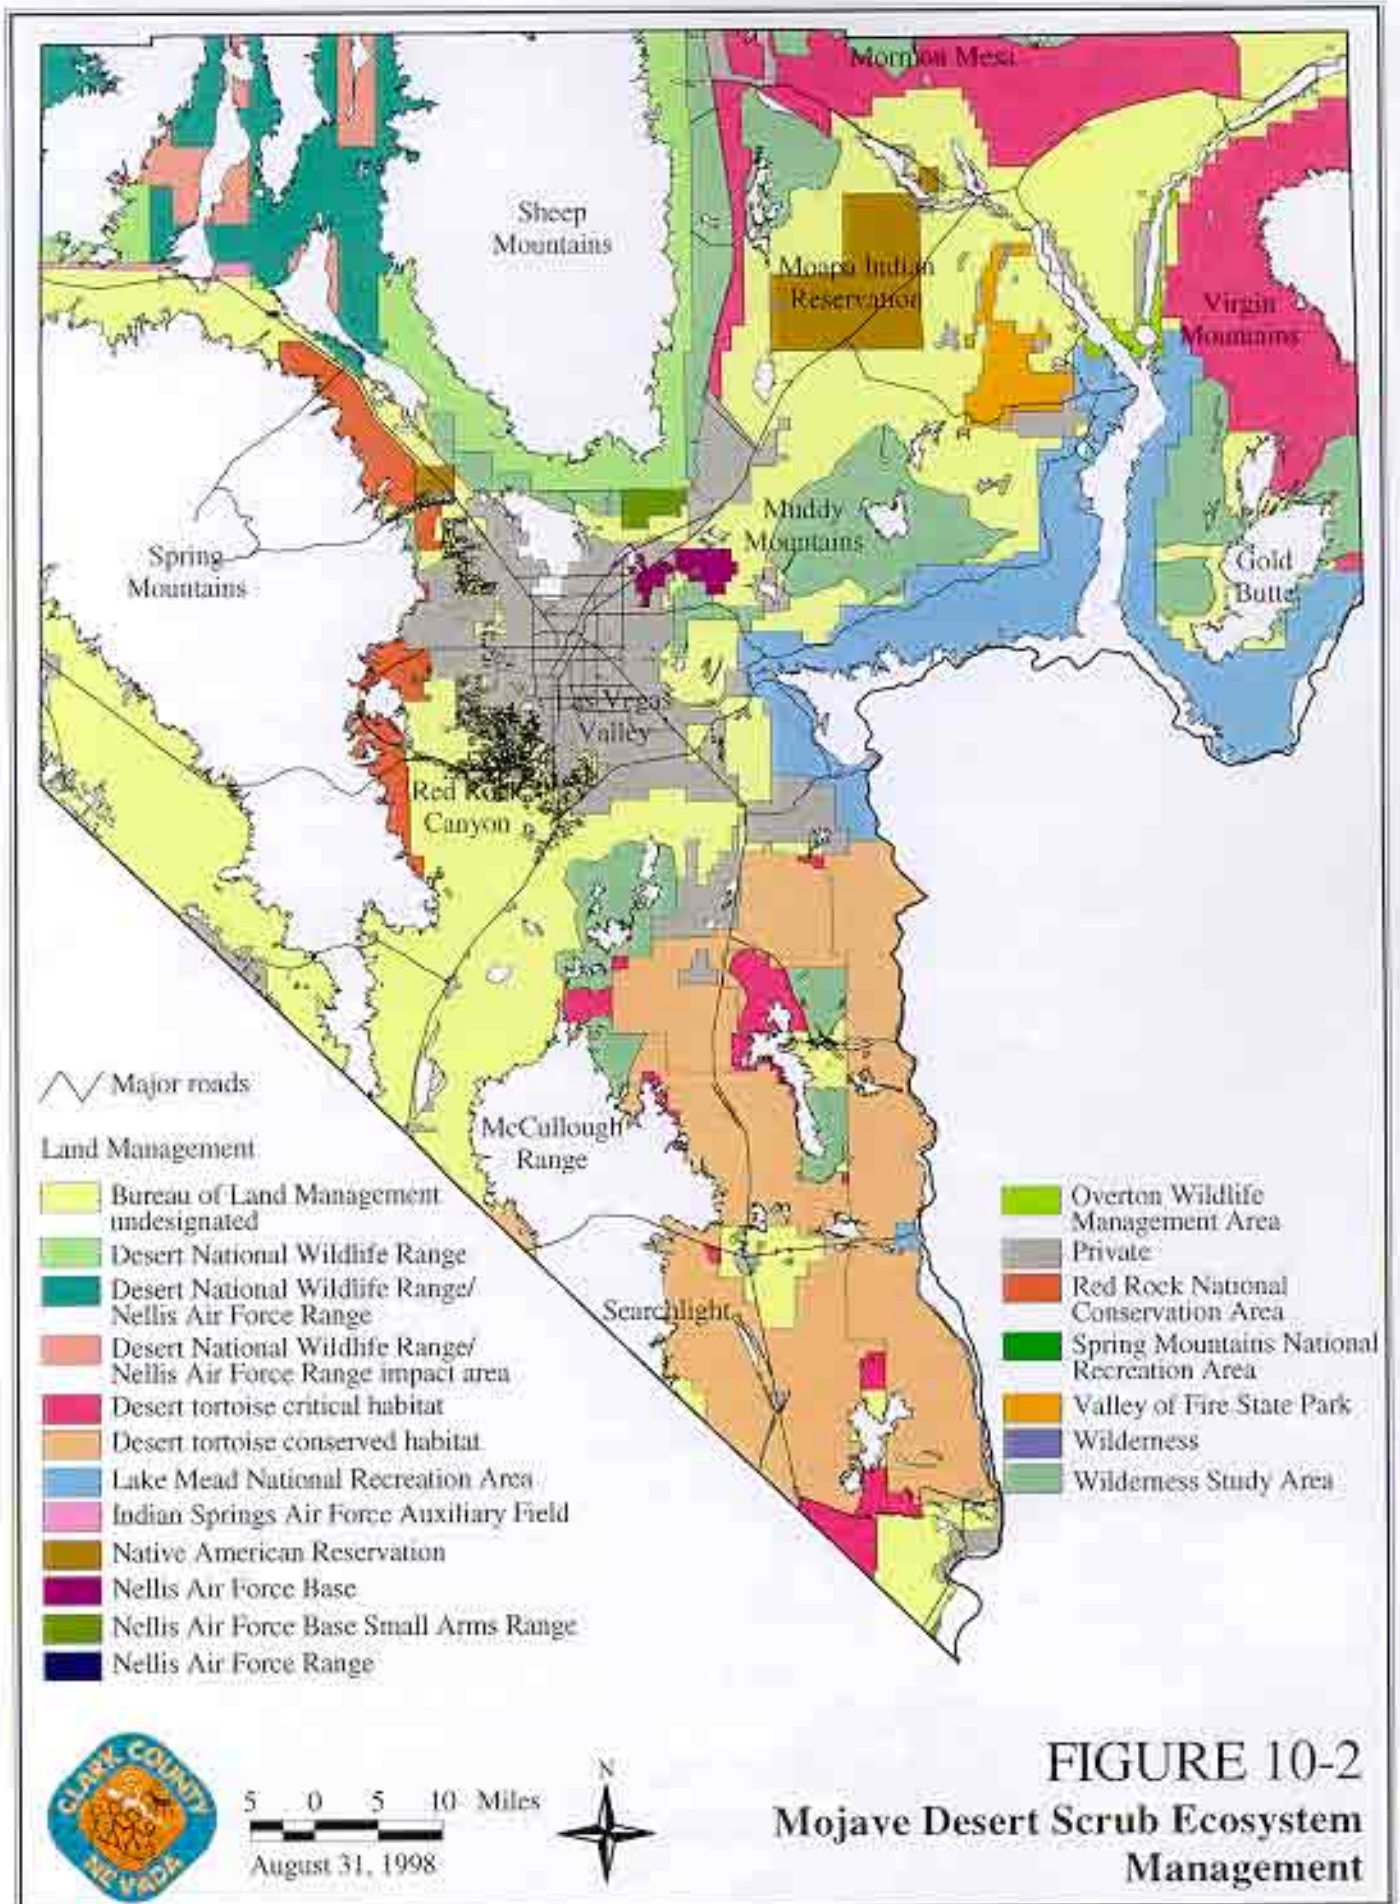 Mormon Mesa
Sheep
Mountains
Moapa Indian
Reservation
Virgin
Mountains
Muddy
Mountains
Gold
Butte
Spring
Mountains
Las Vegas
Valley
Red Rock
Canyon
McCullough
Range
Searchlight
Major roads
Land Management
Bureau of Land Management
undesignated
Desert National Wildlife Range
Desert National Wildlife Range/
Nellis Air Force Range
Desert National Wildlife Range/
Nellis Air Force Range impact area
Desert tortoise critical habitat
Desert tortoise conserved habitat
Lake Mead National Recreation Area
Indian Springs Air Force Auxiliary Field
Native American Reservation
Nellis Air Force Base
Nellis Air Force Base Small Arms Range
Nellis Air Force Range
Overton Wildlife
Management Area
Private
Red Rock National
Conservation Area
Spring Mountains National
Recreation Area
Valley of Fire State Park
Wilderness
Wilderness Study Area
CLARK COUNTY
NEVADA
5 0 5 10 Miles
August 31, 1998
N
FIGURE 10-2
Mojave Desert Scrub Ecosystem
Management